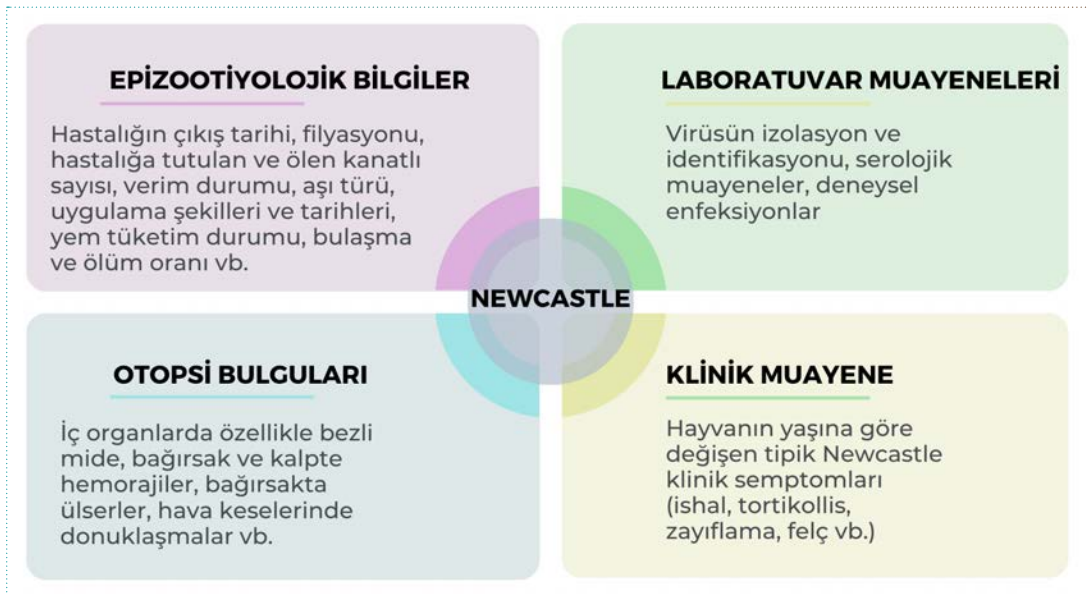 EPİZOOTİYOLOJİK BİLGİLER
Hastalığın çıkış tarihi, filyasyonu,
hastalığa tutulan ve ölen kanatlı
sayısı, verim durumu, aşı türü,
uygulama şekilleri ve tarihleri,
yem tüketim durumu, bulaşma
ve ölüm oranı vb.
LABORATUVAR MUAYENELERİ
Virüsün izolasyon ve
identifikasyonu, serolojik
muayeneler, deneysel
enfeksiyonlar
NEWCASTLE
OTOPSİ BULGULARI
İç organlarda özellikle bezli
mide, bağırsak ve kalpte
hemorajiler, bağırsakta
ülserler, hava keselerinde
donuklaşmalar vb.
KLİNİK MUAYENE
Hayvanın yaşına göre
değişen tipik Newcastle
klinik semptomları
(ishal, tortikollis,
zayıflama, felç vb.)